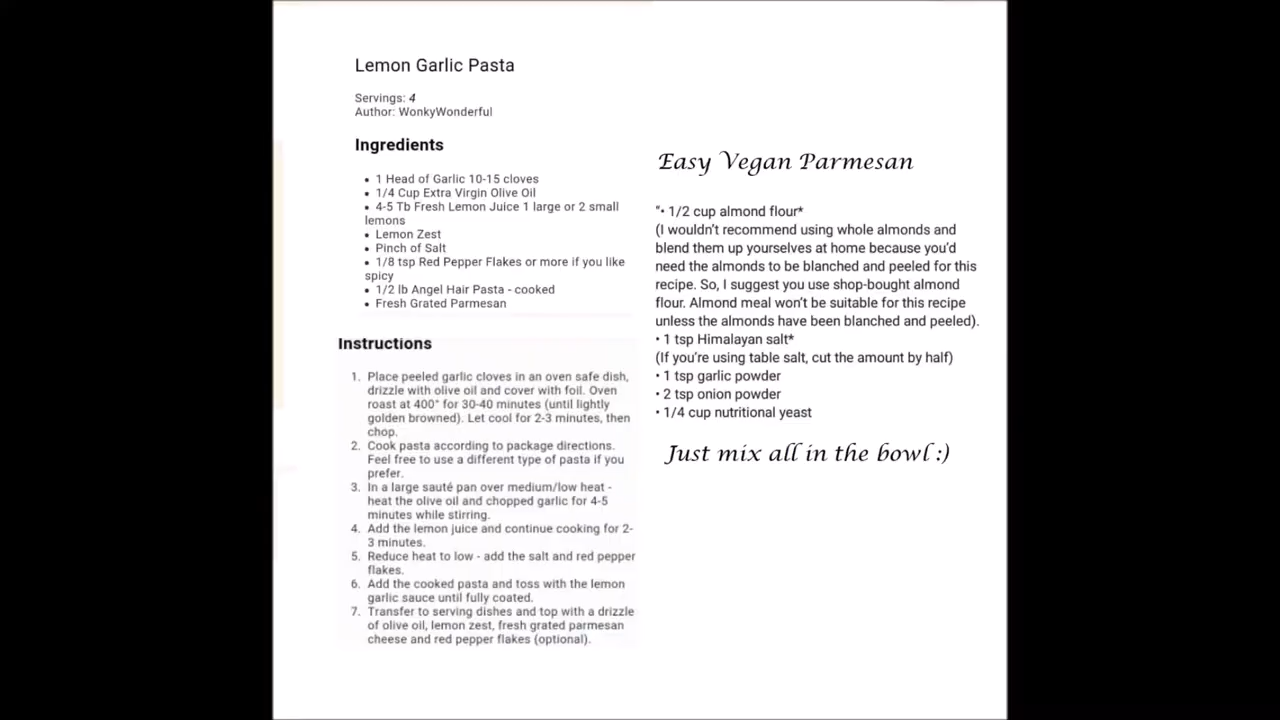 Lemon Garlic Pasta
Servings: 4
Author: WonkyWonderful
Ingredients
• 1 Head of Garlic 10-15 cloves
• 1/4 Cup Extra Virgin Olive Oil
• 4-5 Tb Fresh Lemon Juice 1 large or 2 small
lemons
• Lemon Zest
• Pinch of Salt
• 1/8 tsp Red Pepper Flakes or more if you like
spicy
• 1/2 lb Angel Hair Pasta - cooked
• Fresh Grated Parmesan
Instructions
1. Place peeled garlic cloves in an oven safe dish,
drizzle with olive oil and cover with foil. Oven
roast at 400° for 30-40 minutes (until lightly
golden browned). Let cool for 2-3 minutes, then
chop.
2. Cook pasta according to package directions.
Feel free to use a different type of pasta if you
prefer.
3. In a large sauté pan over medium/low heat -
heat the olive oil and chopped garlic for 4-5
minutes while stirring.
4. Add the lemon juice and continue cooking for 2-
3 minutes.
5. Reduce heat to low - add the salt and red pepper
flakes.
6. Add the cooked pasta and toss with the lemon
garlic sauce until fully coated.
7. Transfer to serving dishes and top with a drizzle
of olive oil, lemon zest, fresh grated parmesan
cheese and red pepper flakes (optional).
Easy Vegan Parmesan
"• 1/2 cup almond flour*
(I wouldn't recommend using whole almonds and
blend them up yourselves at home because you'd
need the almonds to be blanched and peeled for this
recipe. So, I suggest you use shop-bought almond
flour. Almond meal won't be suitable for this recipe
unless the almonds have been blanched and peeled).
• 1 tsp Himalayan salt*
(If you're using table salt, cut the amount by half)
• 1 tsp garlic powder
• 2 tsp onion powder
• 1/4 cup nutritional yeast
Just mix all in the bowl :)